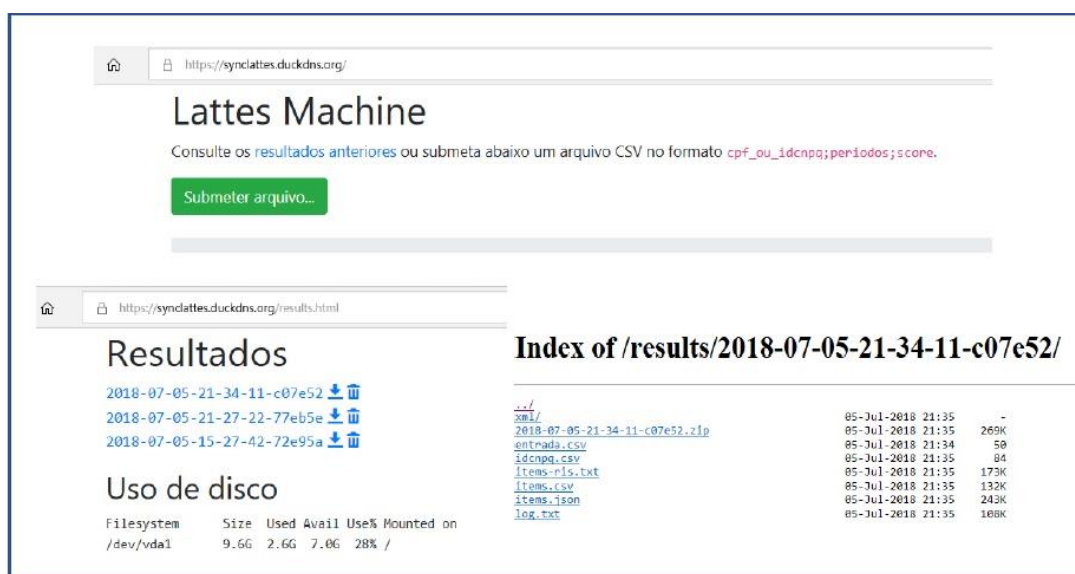 https://synclattes.duckdns.org/
Lattes Machine
Consulte os resultados anteriores ou submeta abaixo um arquivo CSV no formato cpf_ou_idcnpq;periodos;score.
Submeter arquivo...
https://synclattes.duckdns.org/results.html
Resultados
2018-07-05-21-34-11-c07e52
2018-07-05-21-27-22-77eb5e
2018-07-05-15-27-42-72e95a
Uso de disco
Filesystem Size Used Avail Use% Mounted on
/dev/vda1 9.6G 2.6G 7.0G 28% /
Index of /results/2018-07-05-21-34-11-c07e52/
../
xml/ 05-Jul-2018 21:35 -
2018-07-05-21-34-11-c07e52.zip 05-Jul-2018 21:35 269K
entrada.csv 05-Jul-2018 21:34 50
idcnpq.csv 05-Jul-2018 21:35 84
items-ris.txt 05-Jul-2018 21:35 173K
items.csv 05-Jul-2018 21:35 132K
items.json 05-Jul-2018 21:35 243K
log.txt 05-Jul-2018 21:35 108K